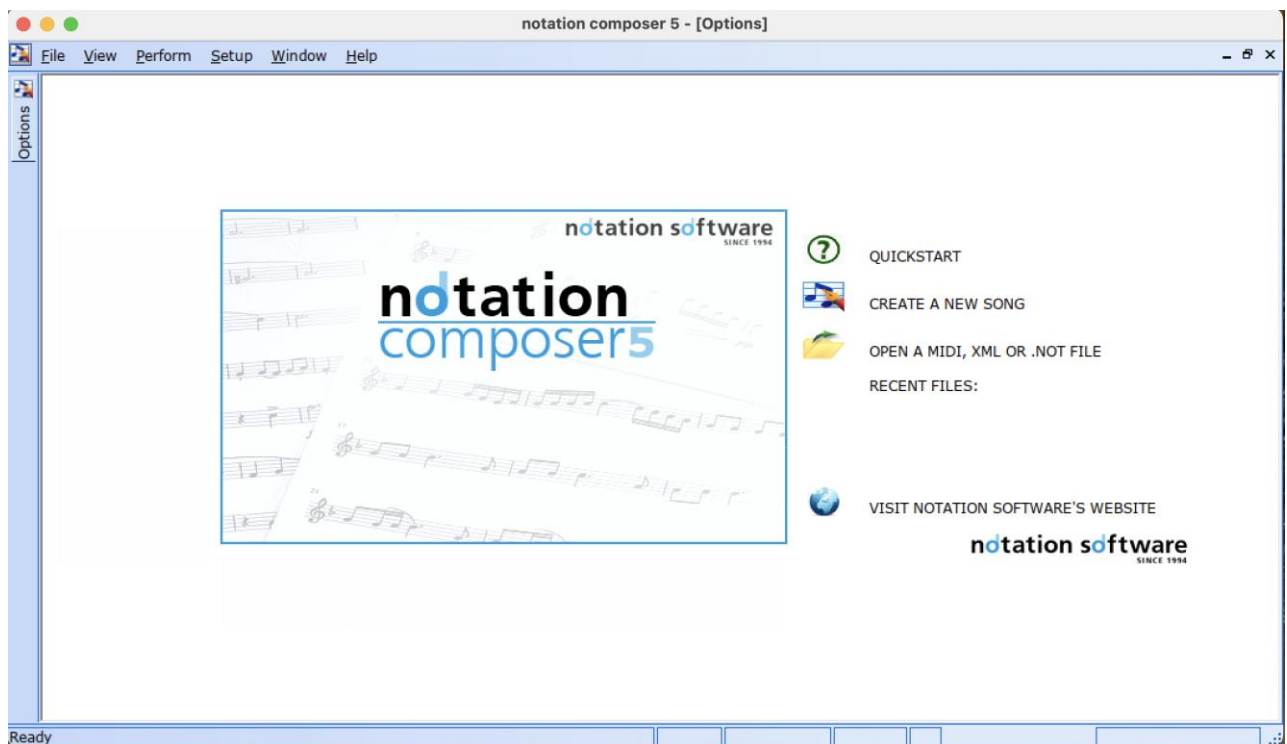 notation composer 5 - [Options]
File View Perform Setup Window Help
Options
notation software
SINCE 1994
notation
composer5
QUICKSTART
CREATE A NEW SONG
OPEN A MIDI, XML OR .NOT FILE
RECENT FILES:
VISIT NOTATION SOFTWARE'S WEBSITE
notation software
SINCE 1994
Ready